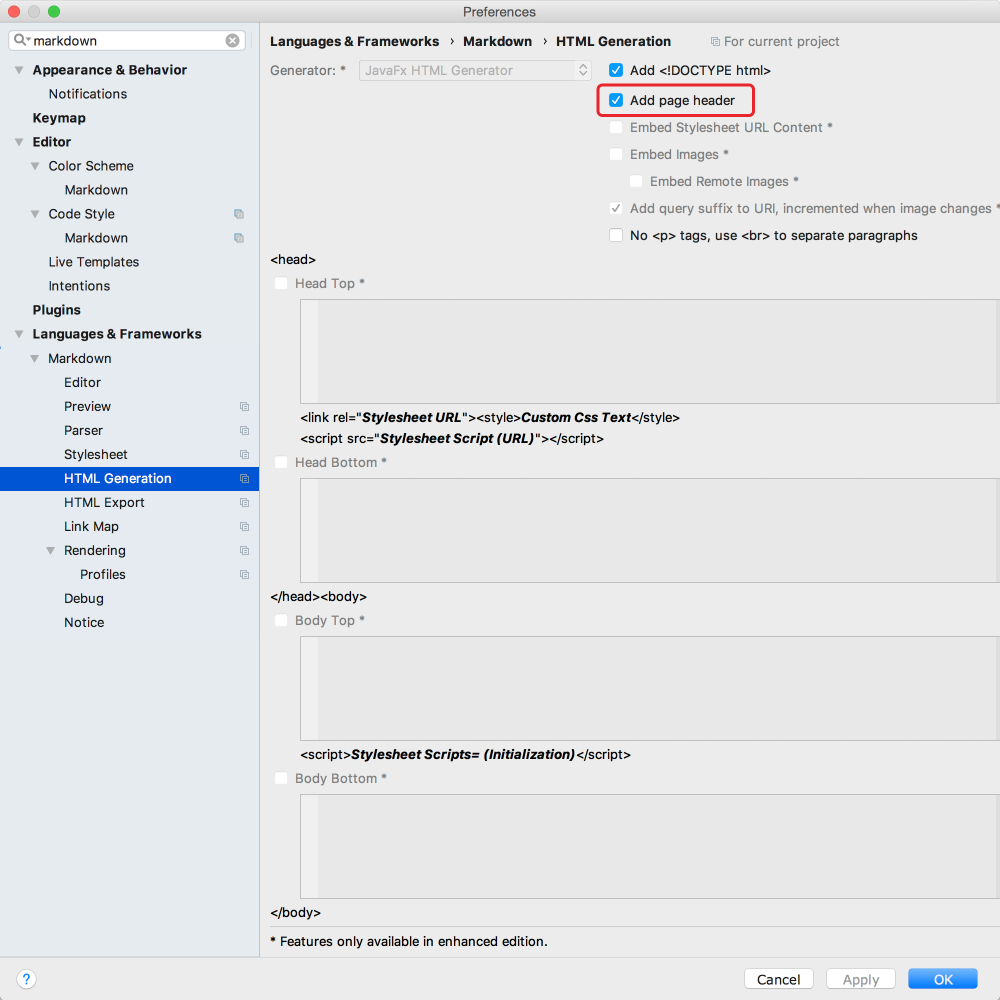 Preferences
markdown
Appearance & Behavior
Notifications
Keymap
Editor
Color Scheme
Markdown
Code Style
Markdown
Live Templates
Intentions
Plugins
Languages & Frameworks
Markdown
Editor
Preview
Parser
Stylesheet
HTML Generation
HTML Export
Link Map
Rendering
Profiles
Debug
Notice
Languages & Frameworks › Markdown › HTML Generation For current project
Generator: * JavaFx HTML Generator
Add <!DOCTYPE html>
Add page header
Embed Stylesheet URL Content *
Embed Images *
Embed Remote Images *
Add query suffix to URI, incremented when image changes *
No <p> tags, use <br> to separate paragraphs
<head>
Head Top *
<link rel="Stylesheet URL"><style>Custom Css Text</style>
<script src="Stylesheet Script (URL)"></script>
Head Bottom *
</head><body>
Body Top *
<script>Stylesheet Scripts= (Initialization)</script>
Body Bottom *
</body>
* Features only available in enhanced edition.
? Cancel Apply OK